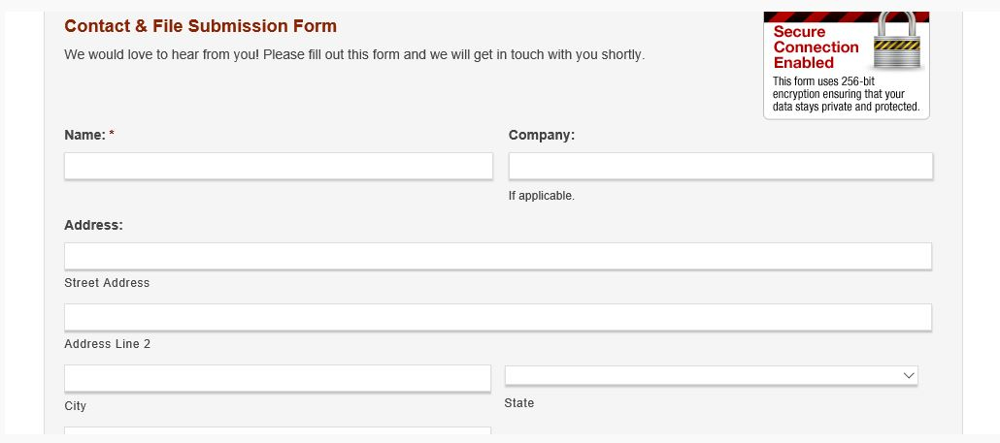 Contact & File Submission Form
We would love to hear from you! Please fill out this form and we will get in touch with you shortly.
Secure
Connection
Enabled
This form uses 256-bit
encryption ensuring that your
data stays private and protected.
Name: *
Company:
If applicable.
Address:
Street Address
Address Line 2
City
State